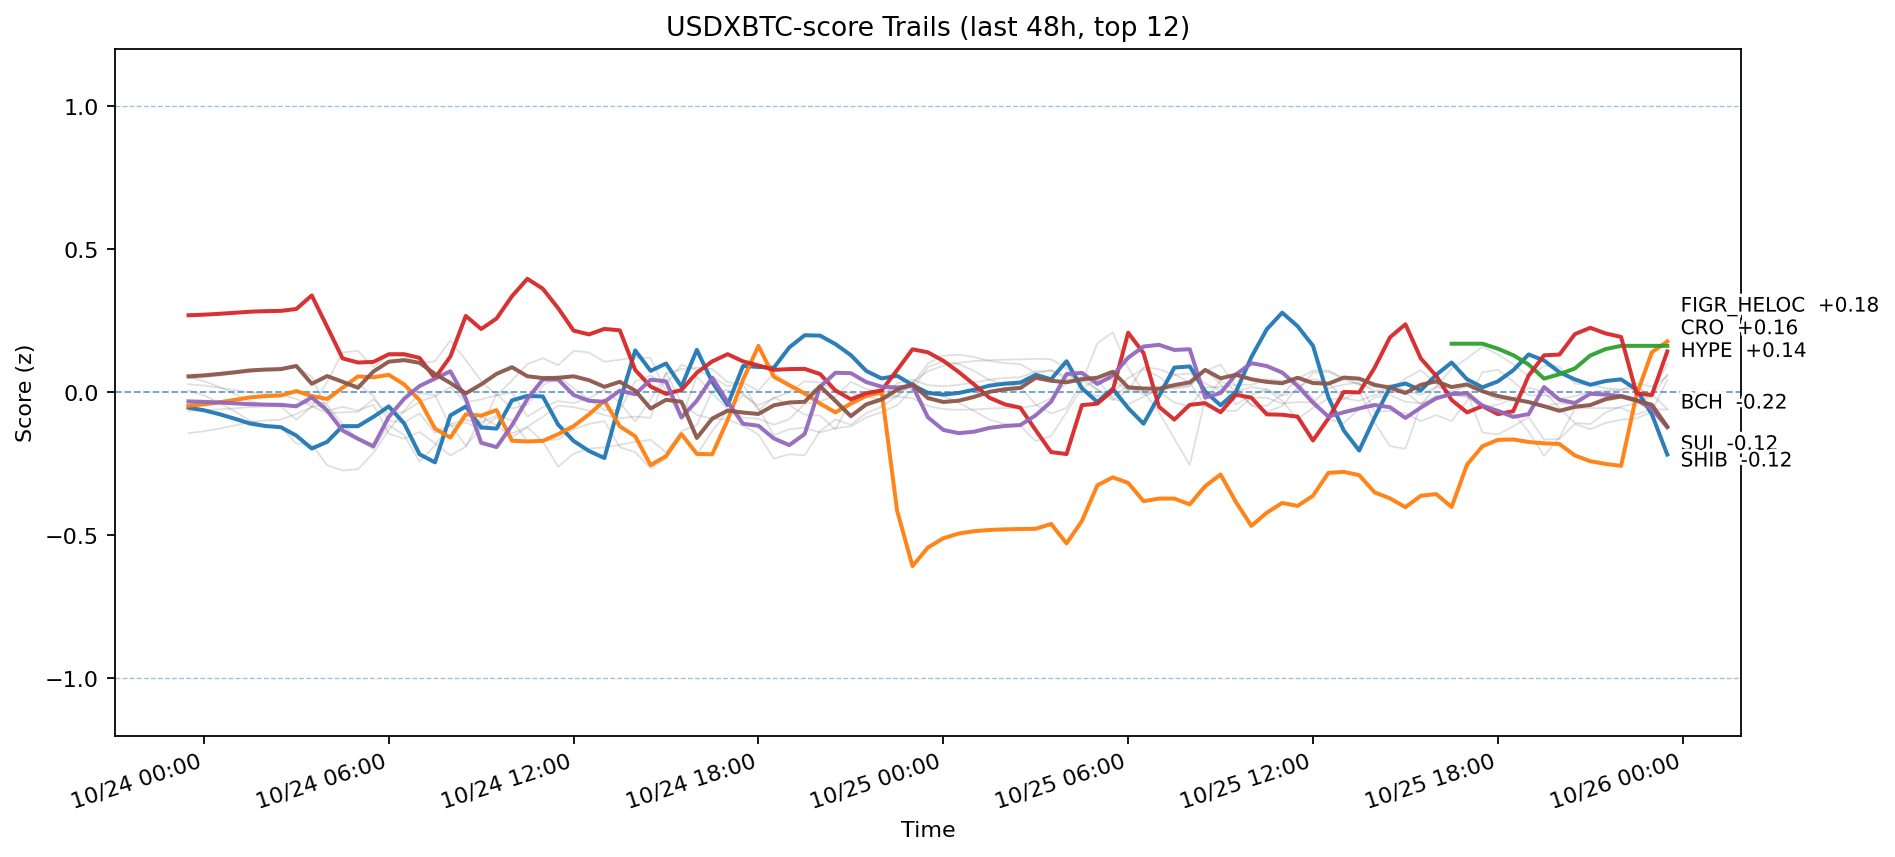 USDXBTC-score Trails (last 48h, top 12)
Score (z)
1.0
0.5
0.0
−0.5
−1.0
FIGR_HELOC +0.18
CRO +0.16
HYPE +0.14
BCH -0.22
SUI -0.12
SHIB -0.12
10/24 00:00
10/24 06:00
10/24 12:00
10/24 18:00
10/25 00:00
10/25 06:00
10/25 12:00
10/25 18:00
10/26 00:00
Time